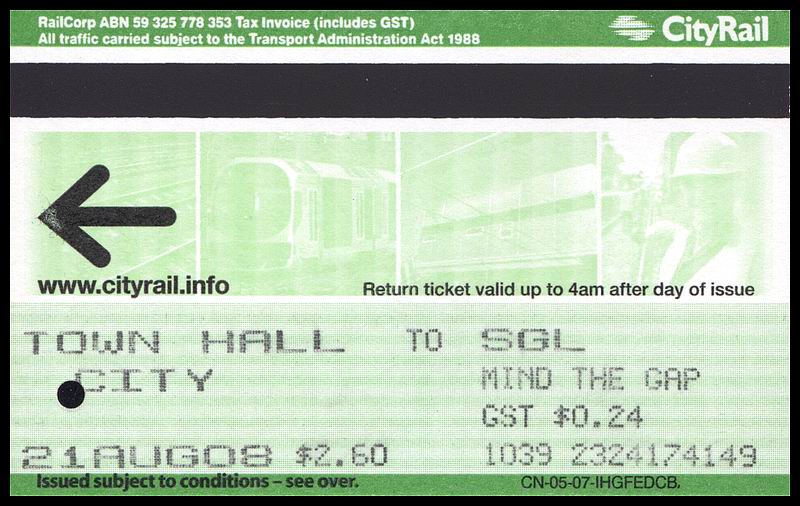 RailCorp ABN 59 325 778 353 Tax Invoice (includes GST)
All traffic carried subject to the Transport Administration Act 1988
CityRail
www.cityrail.info
Return ticket valid up to 4am after day of issue
TOWN HALL TO SGL
CITY MIND THE GAP
GST $0.24
21AUG08 $2.60 1039 2324174149
Issued subject to conditions – see over.
CN-05-07-IHGFEDCB.